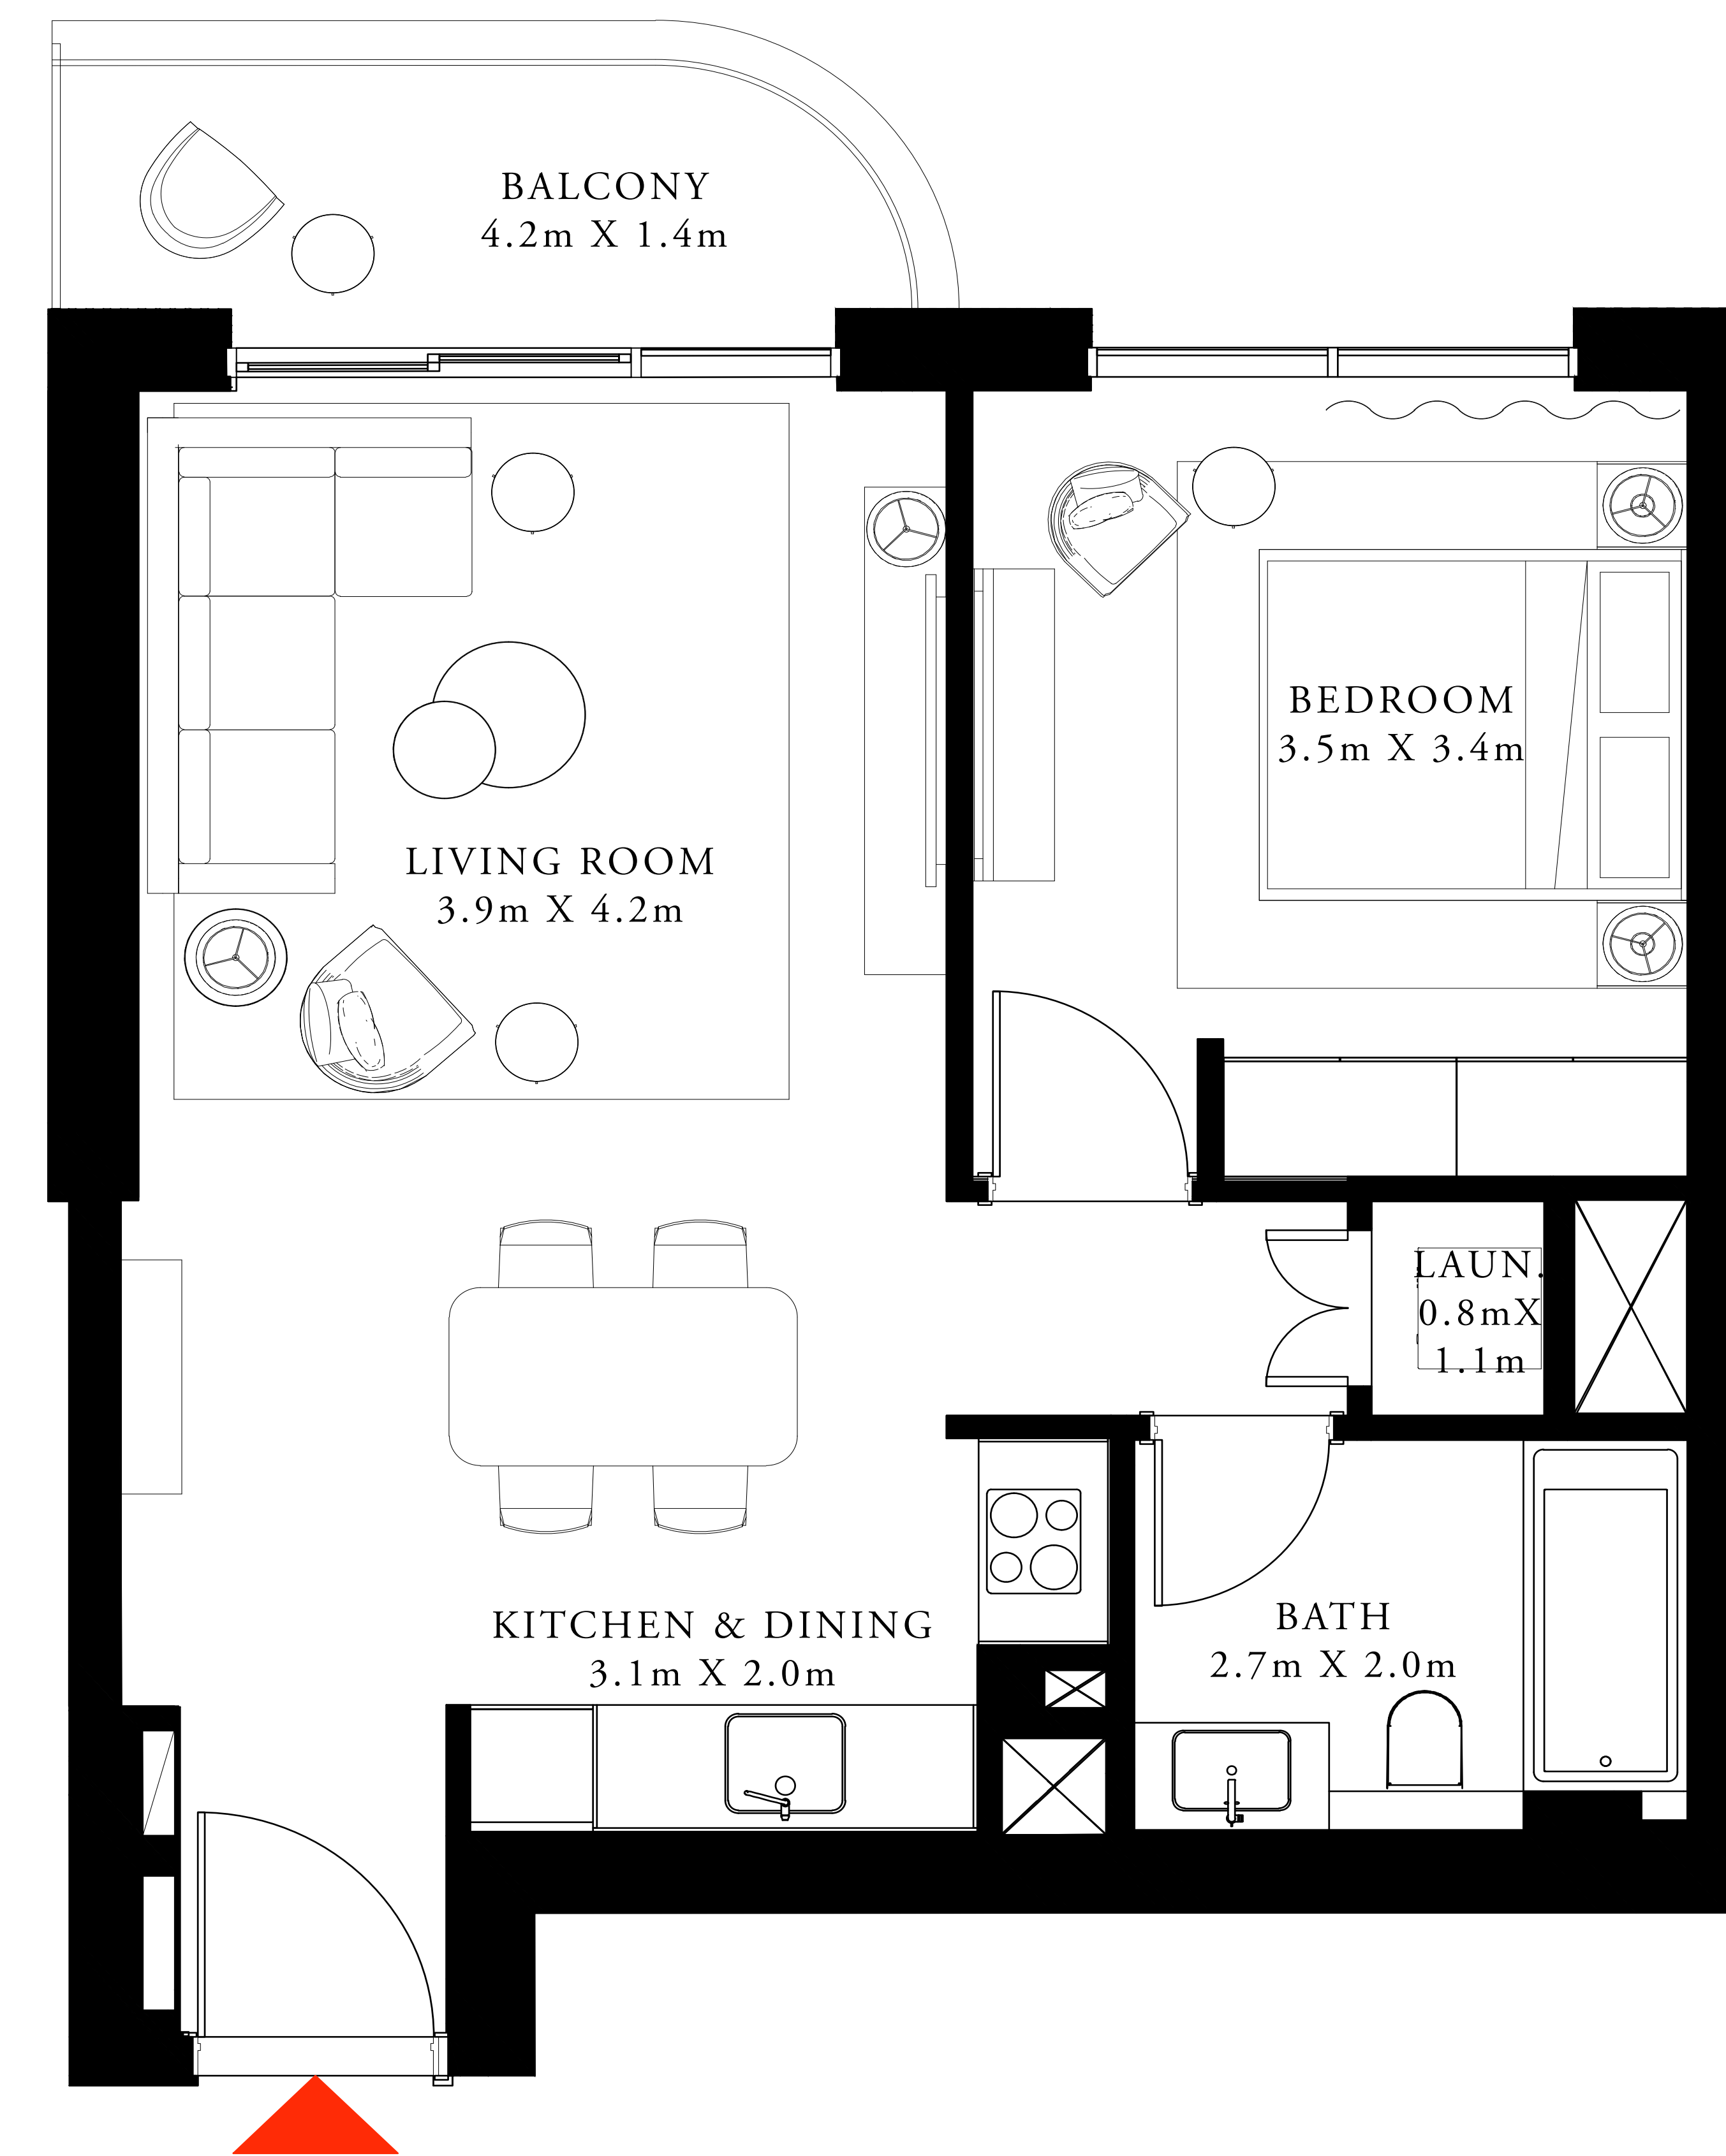 BALCONY
4.2m X 1.4m
BEDROOM
3.5m X 3.4m
LIVING ROOM
3.9m X 4.2m
LAUN.
0.8mX
1.1m
KITCHEN & DINING
3.1m X 2.0m
BATH
2.7m X 2.0m